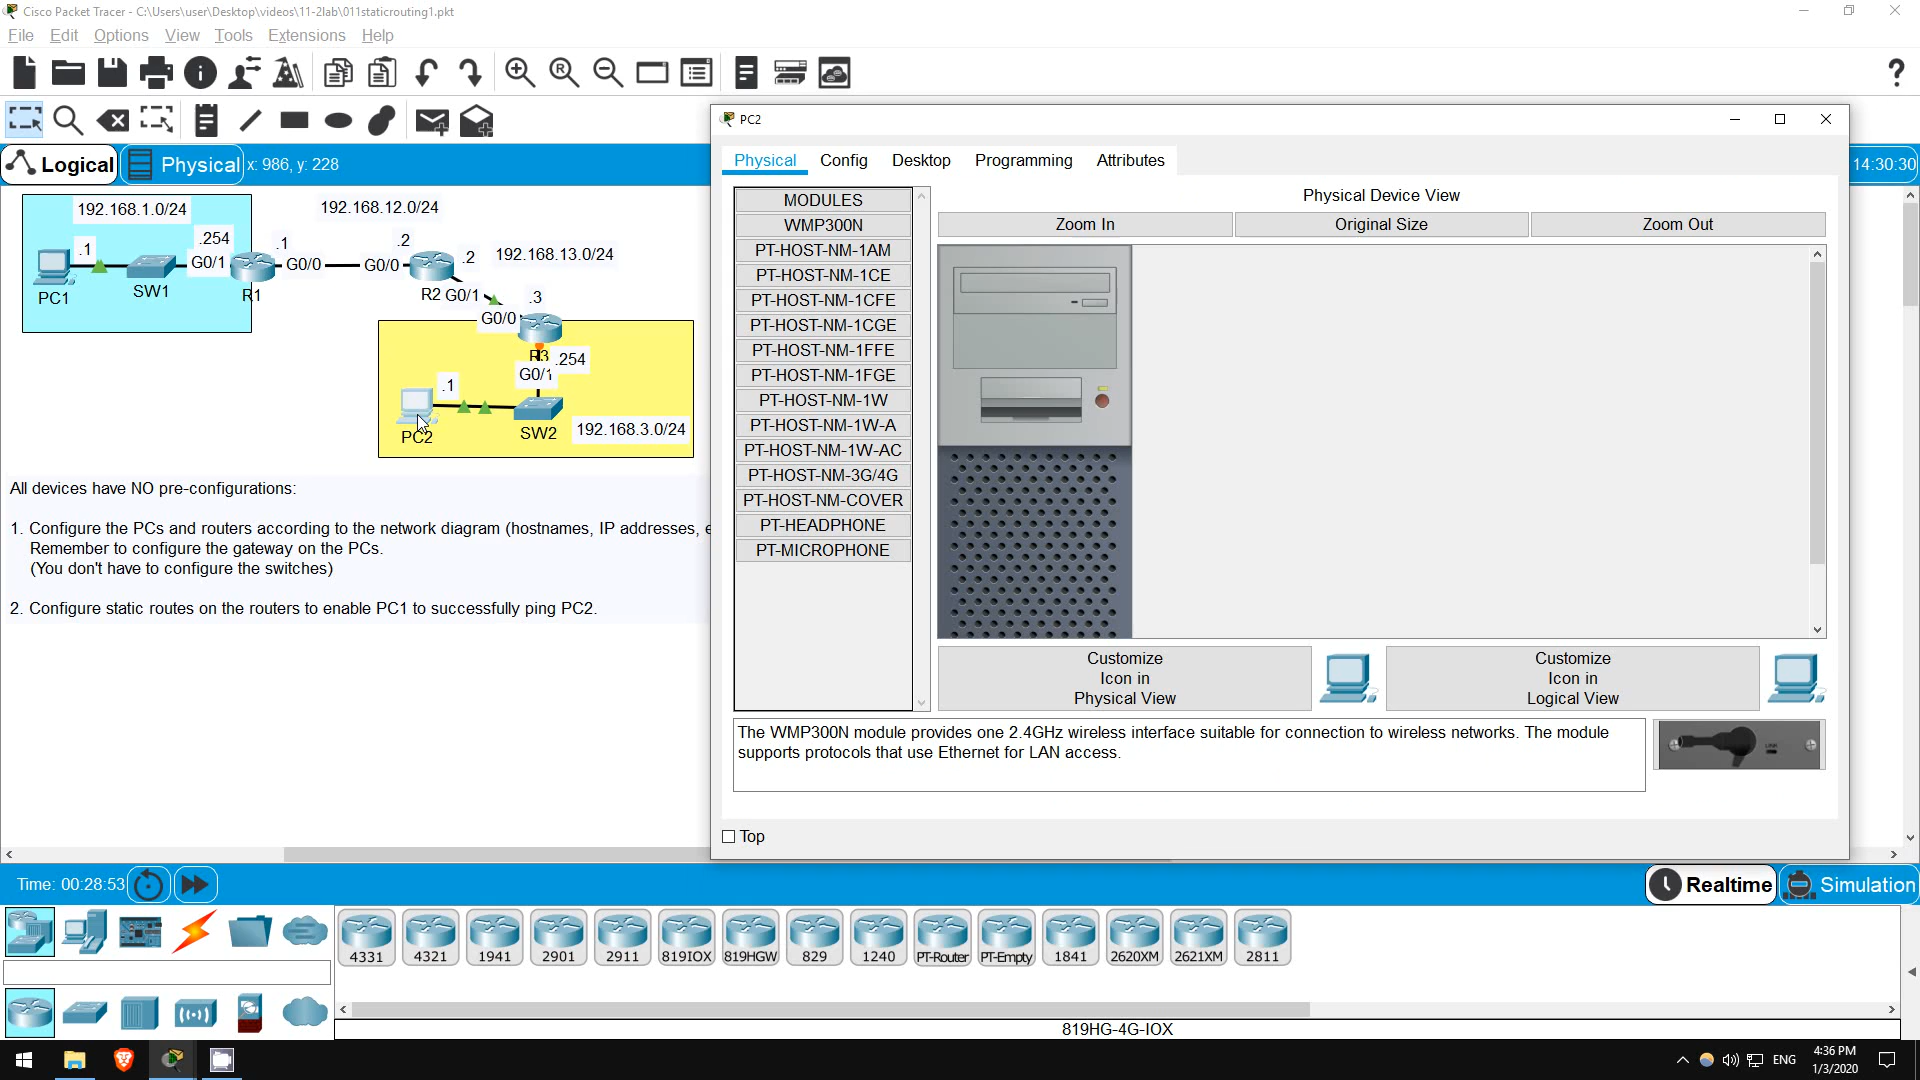 Cisco Packet Tracer - C:\Users\user\Desktop\videos\11-2lab\011staticrouting1.pkt
File Edit Options View Tools Extensions Help
PC2
Logical Physical x: 986, y: 228
14:30:30
192.168.1.0/24
192.168.12.0/24
.254
.1
.1
.2
G0/1
G0/0
G0/0
.2
192.168.13.0/24
PC1
SW1
R1
R2 G0/1
.3
G0/0
R3
.254
G0/1
.1
PC2
SW2
192.168.3.0/24
All devices have NO pre-configurations:
1. Configure the PCs and routers according to the network diagram (hostnames, IP addresses, e
Remember to configure the gateway on the PCs.
(You don't have to configure the switches)
2. Configure static routes on the routers to enable PC1 to successfully ping PC2.
Physical Config Desktop Programming Attributes
MODULES
WMP300N
PT-HOST-NM-1AM
PT-HOST-NM-1CE
PT-HOST-NM-1CFE
PT-HOST-NM-1CGE
PT-HOST-NM-1FFE
PT-HOST-NM-1FGE
PT-HOST-NM-1W
PT-HOST-NM-1W-A
PT-HOST-NM-1W-AC
PT-HOST-NM-3G/4G
PT-HOST-NM-COVER
PT-HEADPHONE
PT-MICROPHONE
Physical Device View
Zoom In Original Size Zoom Out
Customize
Icon in
Physical View
Customize
Icon in
Logical View
The WMP300N module provides one 2.4GHz wireless interface suitable for connection to wireless networks. The module
supports protocols that use Ethernet for LAN access.
Top
Time: 00:28:53
Realtime Simulation
4331 4321 1941 2901 2911 819IOX 819HGW 829 1240 PT-Router PT-Empty 1841 2620XM 2621XM 2811
819HG-4G-IOX
ENG
4:36 PM
1/3/2020